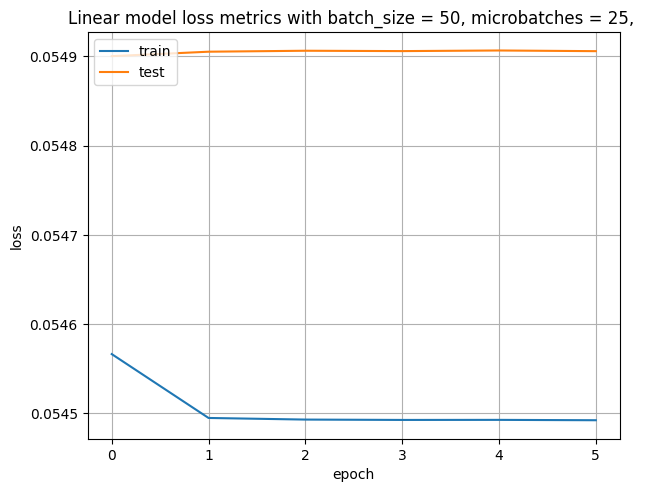 Linear model loss metrics with batch_size = 50, microbatches = 25,
train
test
0.0549
0.0548
0.0547
0.0546
0.0545
loss
0 1 2 3 4 5
epoch